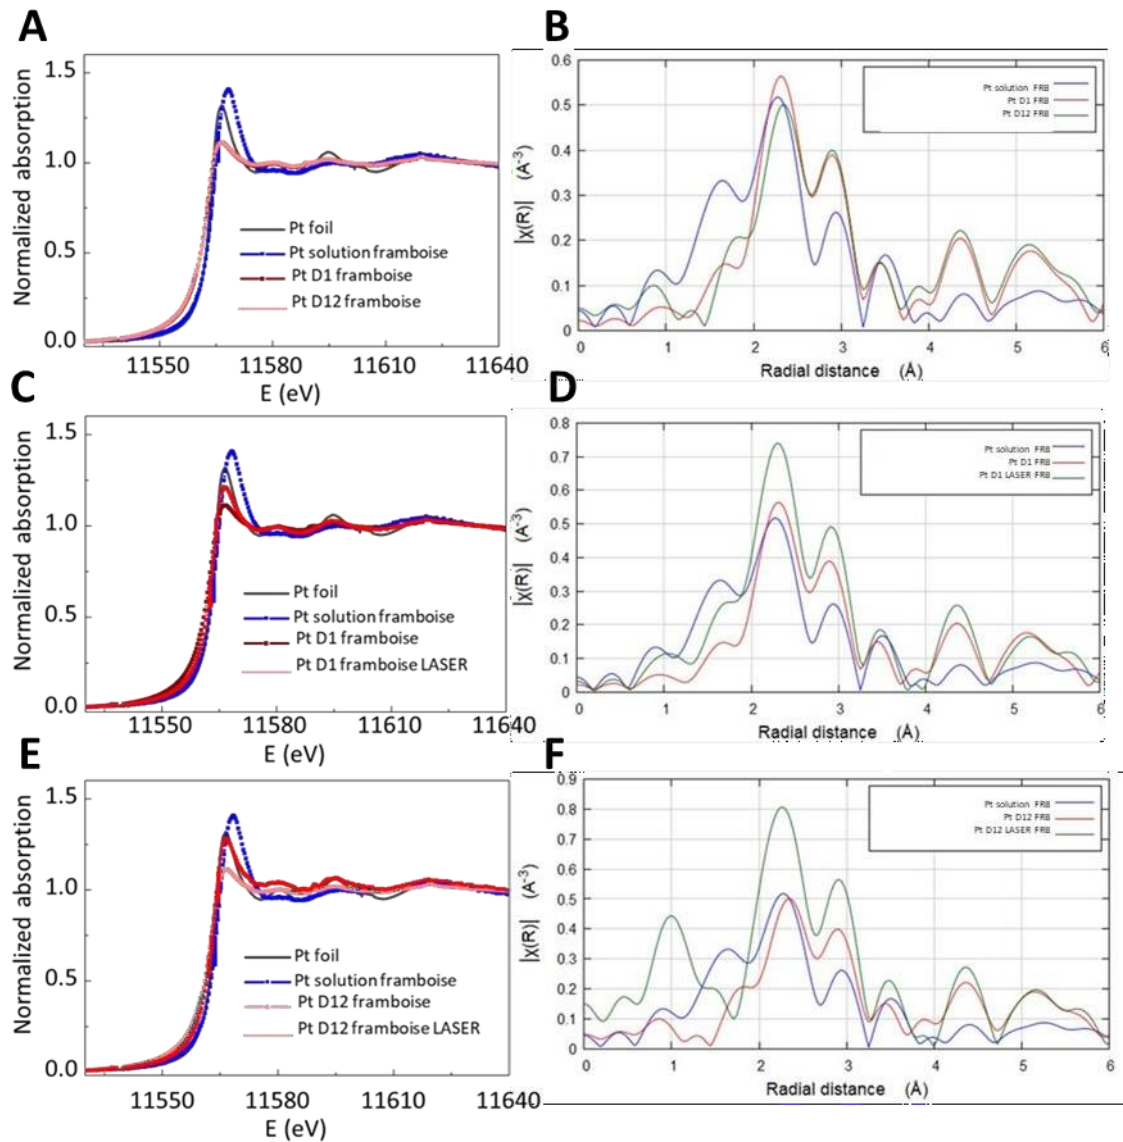 A
Normalized absorption
1.5
1.0
0.5
0.0
Pt foil
Pt solution framboise
Pt D1 framboise
Pt D12 framboise
11550
11580
11610
11640
E (eV)
B
|χ(R)| (Å-3)
0.6
0.5
0.4
0.3
0.2
0.1
0
Pt solution FRB
Pt D1 FRB
Pt D12 FRB
0 1 2 3 4 5 6
Radial distance (Å)
C
Normalized absorption
1.5
1.0
0.5
0.0
Pt foil
Pt solution framboise
Pt D1 framboise
Pt D1 framboise LASER
11550
11580
11610
11640
E (eV)
D
|χ(R)| (Å-3)
0.8
0.7
0.6
0.5
0.4
0.3
0.2
0.1
0
Pt solution FRB
Pt D1 FRB
Pt D1 LASER FRB
0 1 2 3 4 5 6
Radial distance (Å)
E
Normalized absorption
1.5
1.0
0.5
0.0
Pt foil
Pt solution framboise
Pt D12 framboise
Pt D12 framboise LASER
11550
11580
11610
11640
E (eV)
F
|χ(R)| (Å-3)
0.9
0.8
0.7
0.6
0.5
0.4
0.3
0.2
0.1
0
Pt solution FRB
Pt D12 FRB
Pt D12 LASER FRB
0 1 2 3 4 5 6
Radial distance (Å)